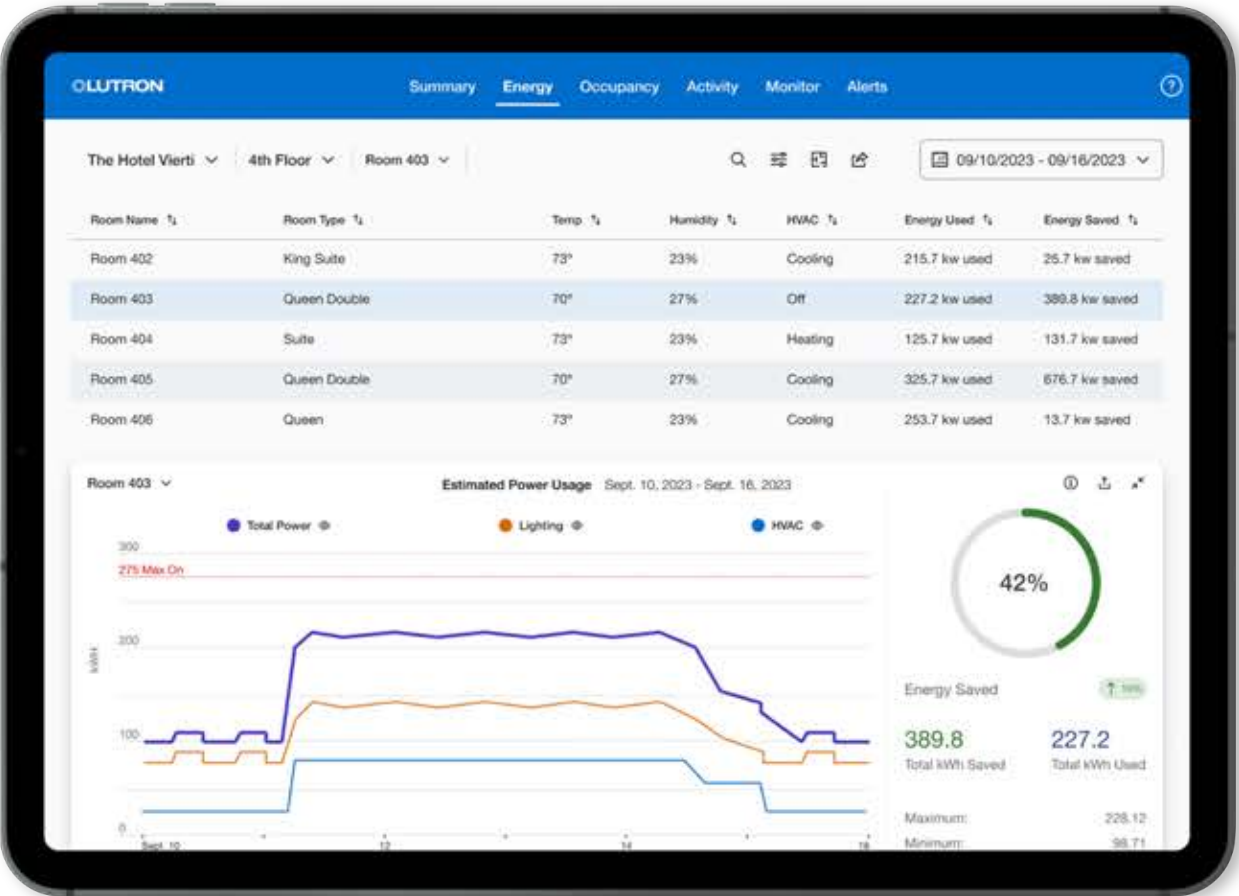 LUTRON Summary Energy Occupancy Activity Monitor Alerts ?
The Hotel Vierti 4th Floor Room 403 09/10/2023 - 09/16/2023
Room Name Room Type Temp Humidity HVAC Energy Used Energy Saved
Room 402 King Suite 73° 23% Cooling 215.7 kw used 25.7 kw saved
Room 403 Queen Double 70° 27% Off 227.2 kw used 389.8 kw saved
Room 404 Suite 73° 23% Heating 125.7 kw used 131.7 kw saved
Room 405 Queen Double 70° 27% Cooling 325.7 kw used 676.7 kw saved
Room 406 Queen 73° 23% Cooling 253.7 kw used 13.7 kw saved
Room 403 Estimated Power Usage Sept. 10, 2023 - Sept. 16, 2023
Total Power Lighting HVAC
300
275 Max On
200
kWH
100
0
Sept. 10 12 14 16
42%
Energy Saved
389.8 227.2
Total kWh Saved Total kWh Used
Maximum: 228.12
Minimum: 98.71